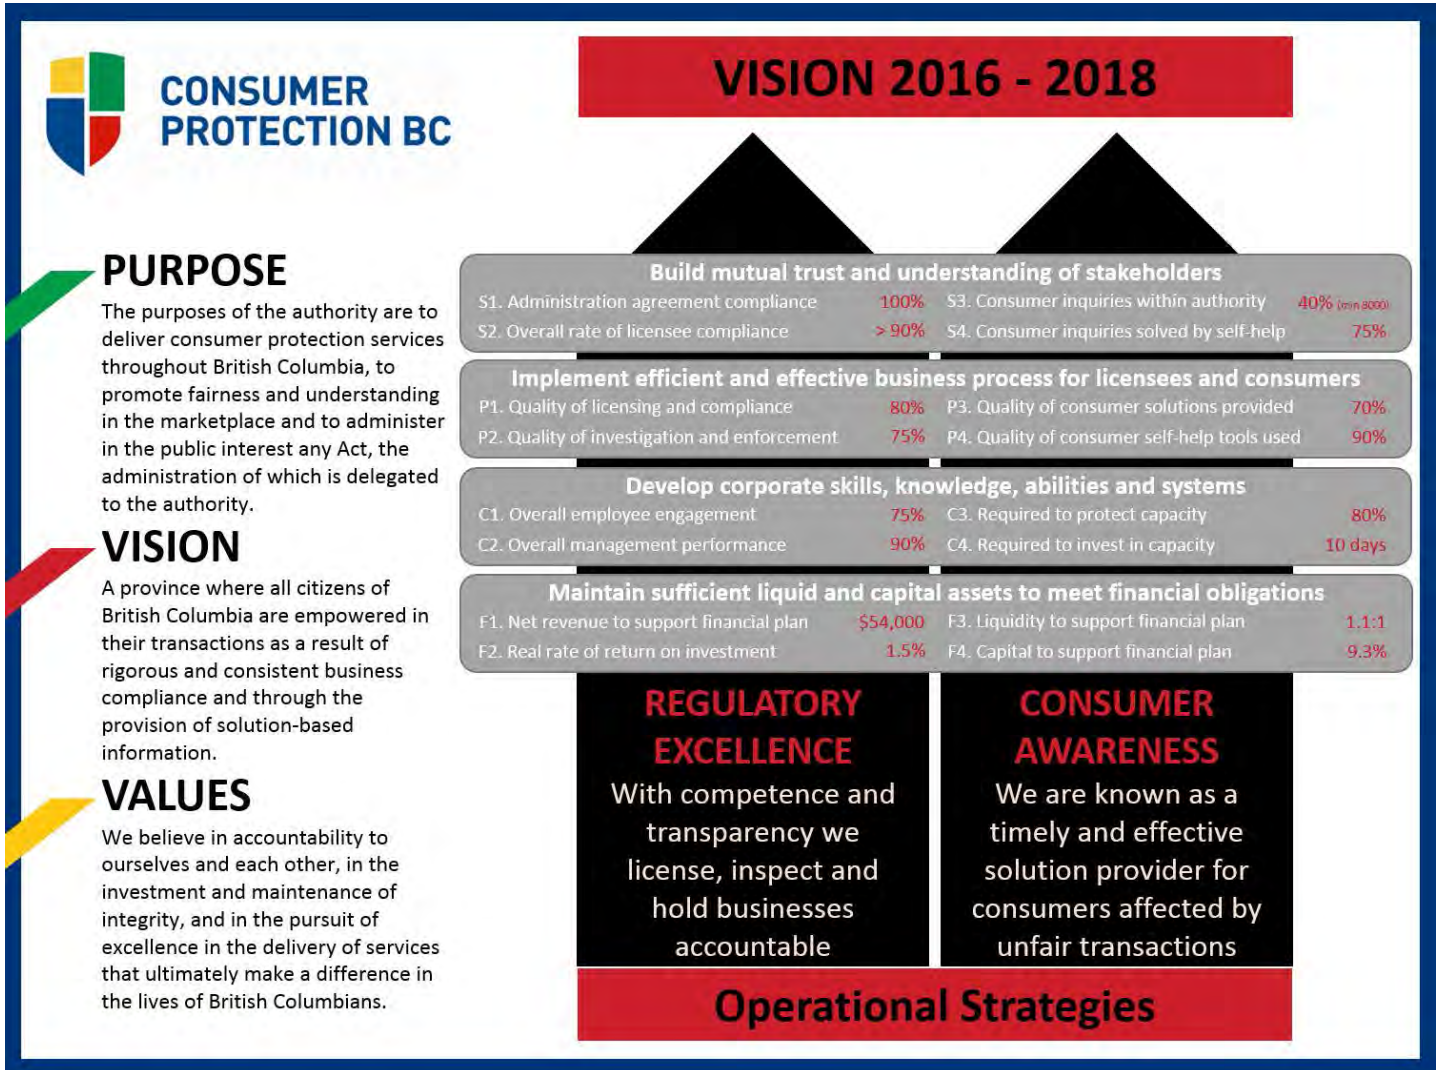 CONSUMER
PROTECTION BC
VISION 2016 - 2018
PURPOSE
The purposes of the authority are to
deliver consumer protection services
throughout British Columbia, to
promote fairness and understanding
in the marketplace and to administer
in the public interest any Act, the
administration of which is delegated
to the authority.
VISION
A province where all citizens of
British Columbia are empowered in
their transactions as a result of
rigorous and consistent business
compliance and through the
provision of solution-based
information.
VALUES
We believe in accountability to
ourselves and each other, in the
investment and maintenance of
integrity, and in the pursuit of
excellence in the delivery of services
that ultimately make a difference in
the lives of British Columbians.
Build mutual trust and understanding of stakeholders
S1. Administration agreement compliance 100% S3. Consumer inquiries within authority 40% (min 8000)
S2. Overall rate of licensee compliance > 90% S4. Consumer inquiries solved by self-help 75%
Implement efficient and effective business process for licensees and consumers
P1. Quality of licensing and compliance 80% P3. Quality of consumer solutions provided 70%
P2. Quality of investigation and enforcement 75% P4. Quality of consumer self-help tools used 90%
Develop corporate skills, knowledge, abilities and systems
C1. Overall employee engagement 75% C3. Required to protect capacity 80%
C2. Overall management performance 90% C4. Required to invest in capacity 10 days
Maintain sufficient liquid and capital assets to meet financial obligations
F1. Net revenue to support financial plan $54,000 F3. Liquidity to support financial plan 1.1:1
F2. Real rate of return on investment 1.5% F4. Capital to support financial plan 9.3%
REGULATORY
EXCELLENCE
With competence and
transparency we
license, inspect and
hold businesses
accountable
CONSUMER
AWARENESS
We are known as a
timely and effective
solution provider for
consumers affected by
unfair transactions
Operational Strategies